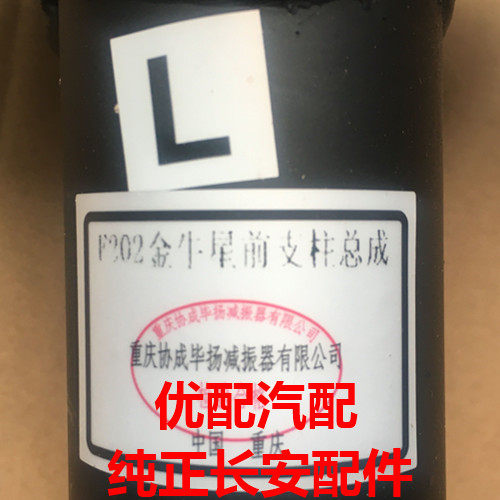 L
F202金牛星前支柱总成
重庆协成毕扬减振器有限公司
重庆协成毕扬减振器有限公司
优配汽配
中国 重庆
纯正长安配件